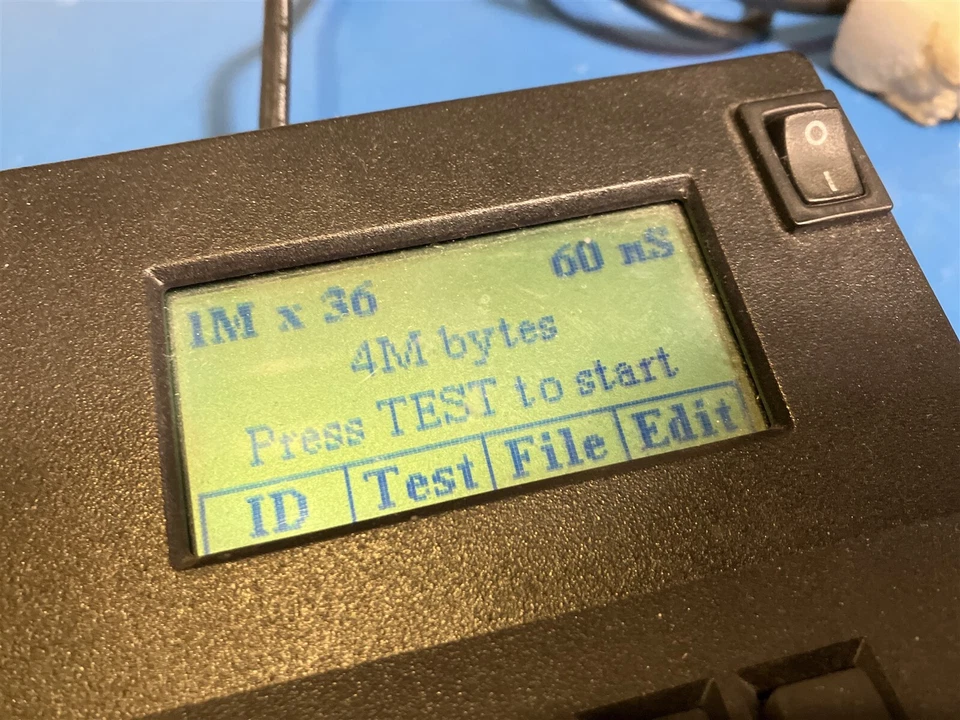 1M x 36 60 nS
4M bytes
Press TEST to start
ID Test File Edit
O
I